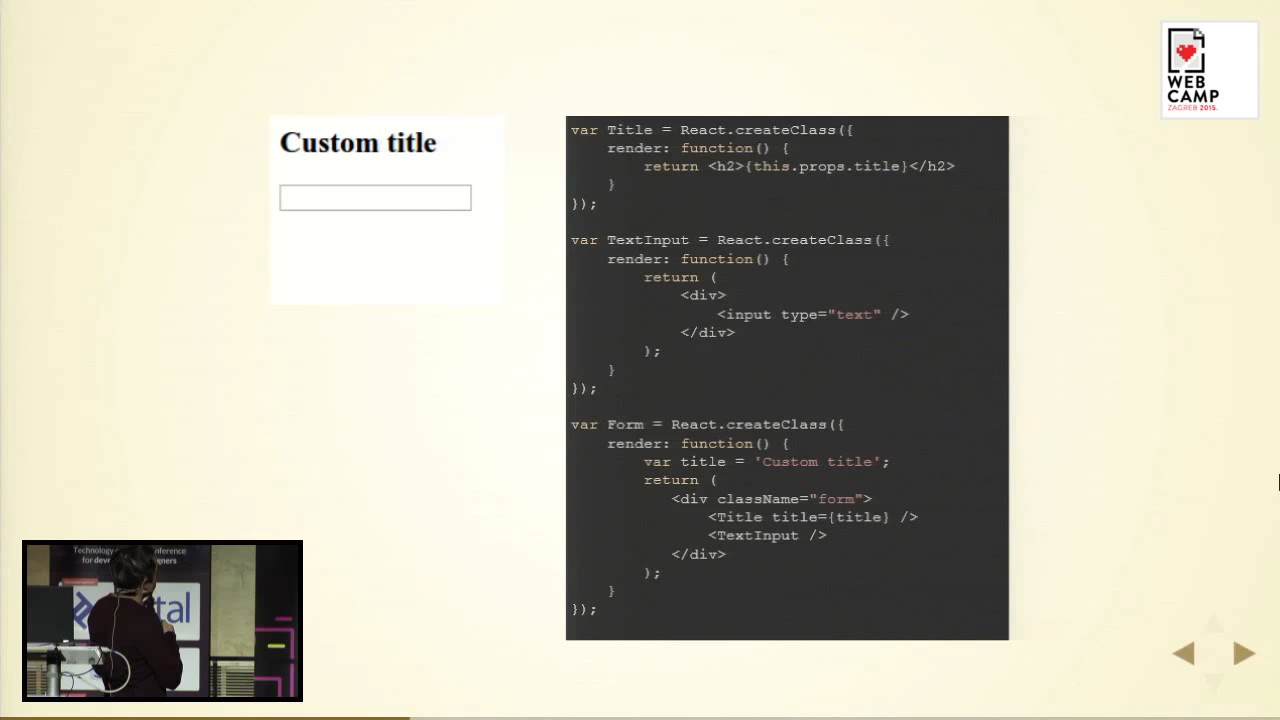 WEB
CAMP
ZAGREB 2015.
Custom title
var Title = React.createClass({
    render: function() {
        return <h2>{this.props.title}</h2>
    }
});
var TextInput = React.createClass({
    render: function() {
        return (
            <div>
                <input type="text" />
            </div>
        );
    }
});
var Form = React.createClass({
    render: function() {
        var title = 'Custom title';
        return (
           <div className="form">
               <Title title={title} />
               <TextInput />
           </div>
        );
    }
});
Technology
for